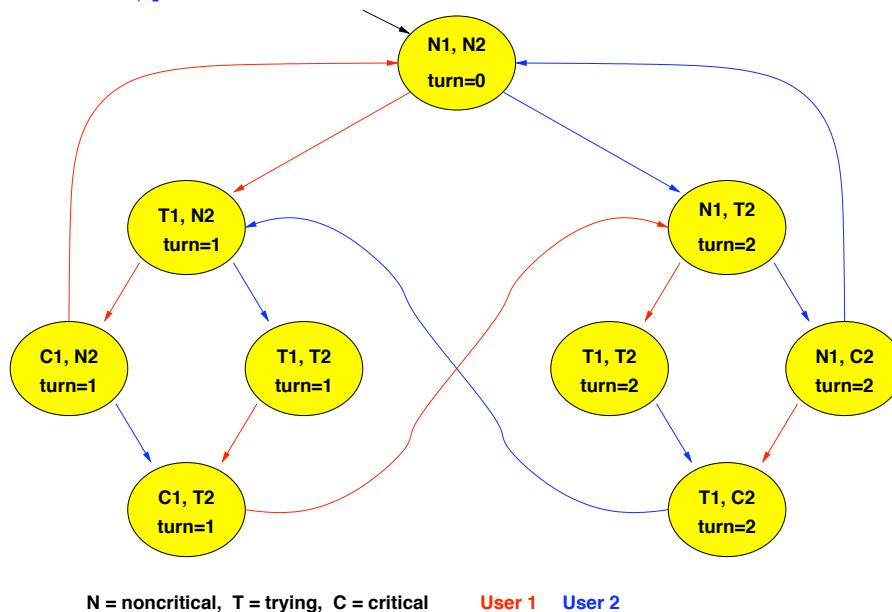 N1, N2
turn=0
T1, N2
turn=1
N1, T2
turn=2
C1, N2
turn=1
T1, T2
turn=1
T1, T2
turn=2
N1, C2
turn=2
C1, T2
turn=1
T1, C2
turn=2
N = noncritical, T = trying, C = critical User 1 User 2